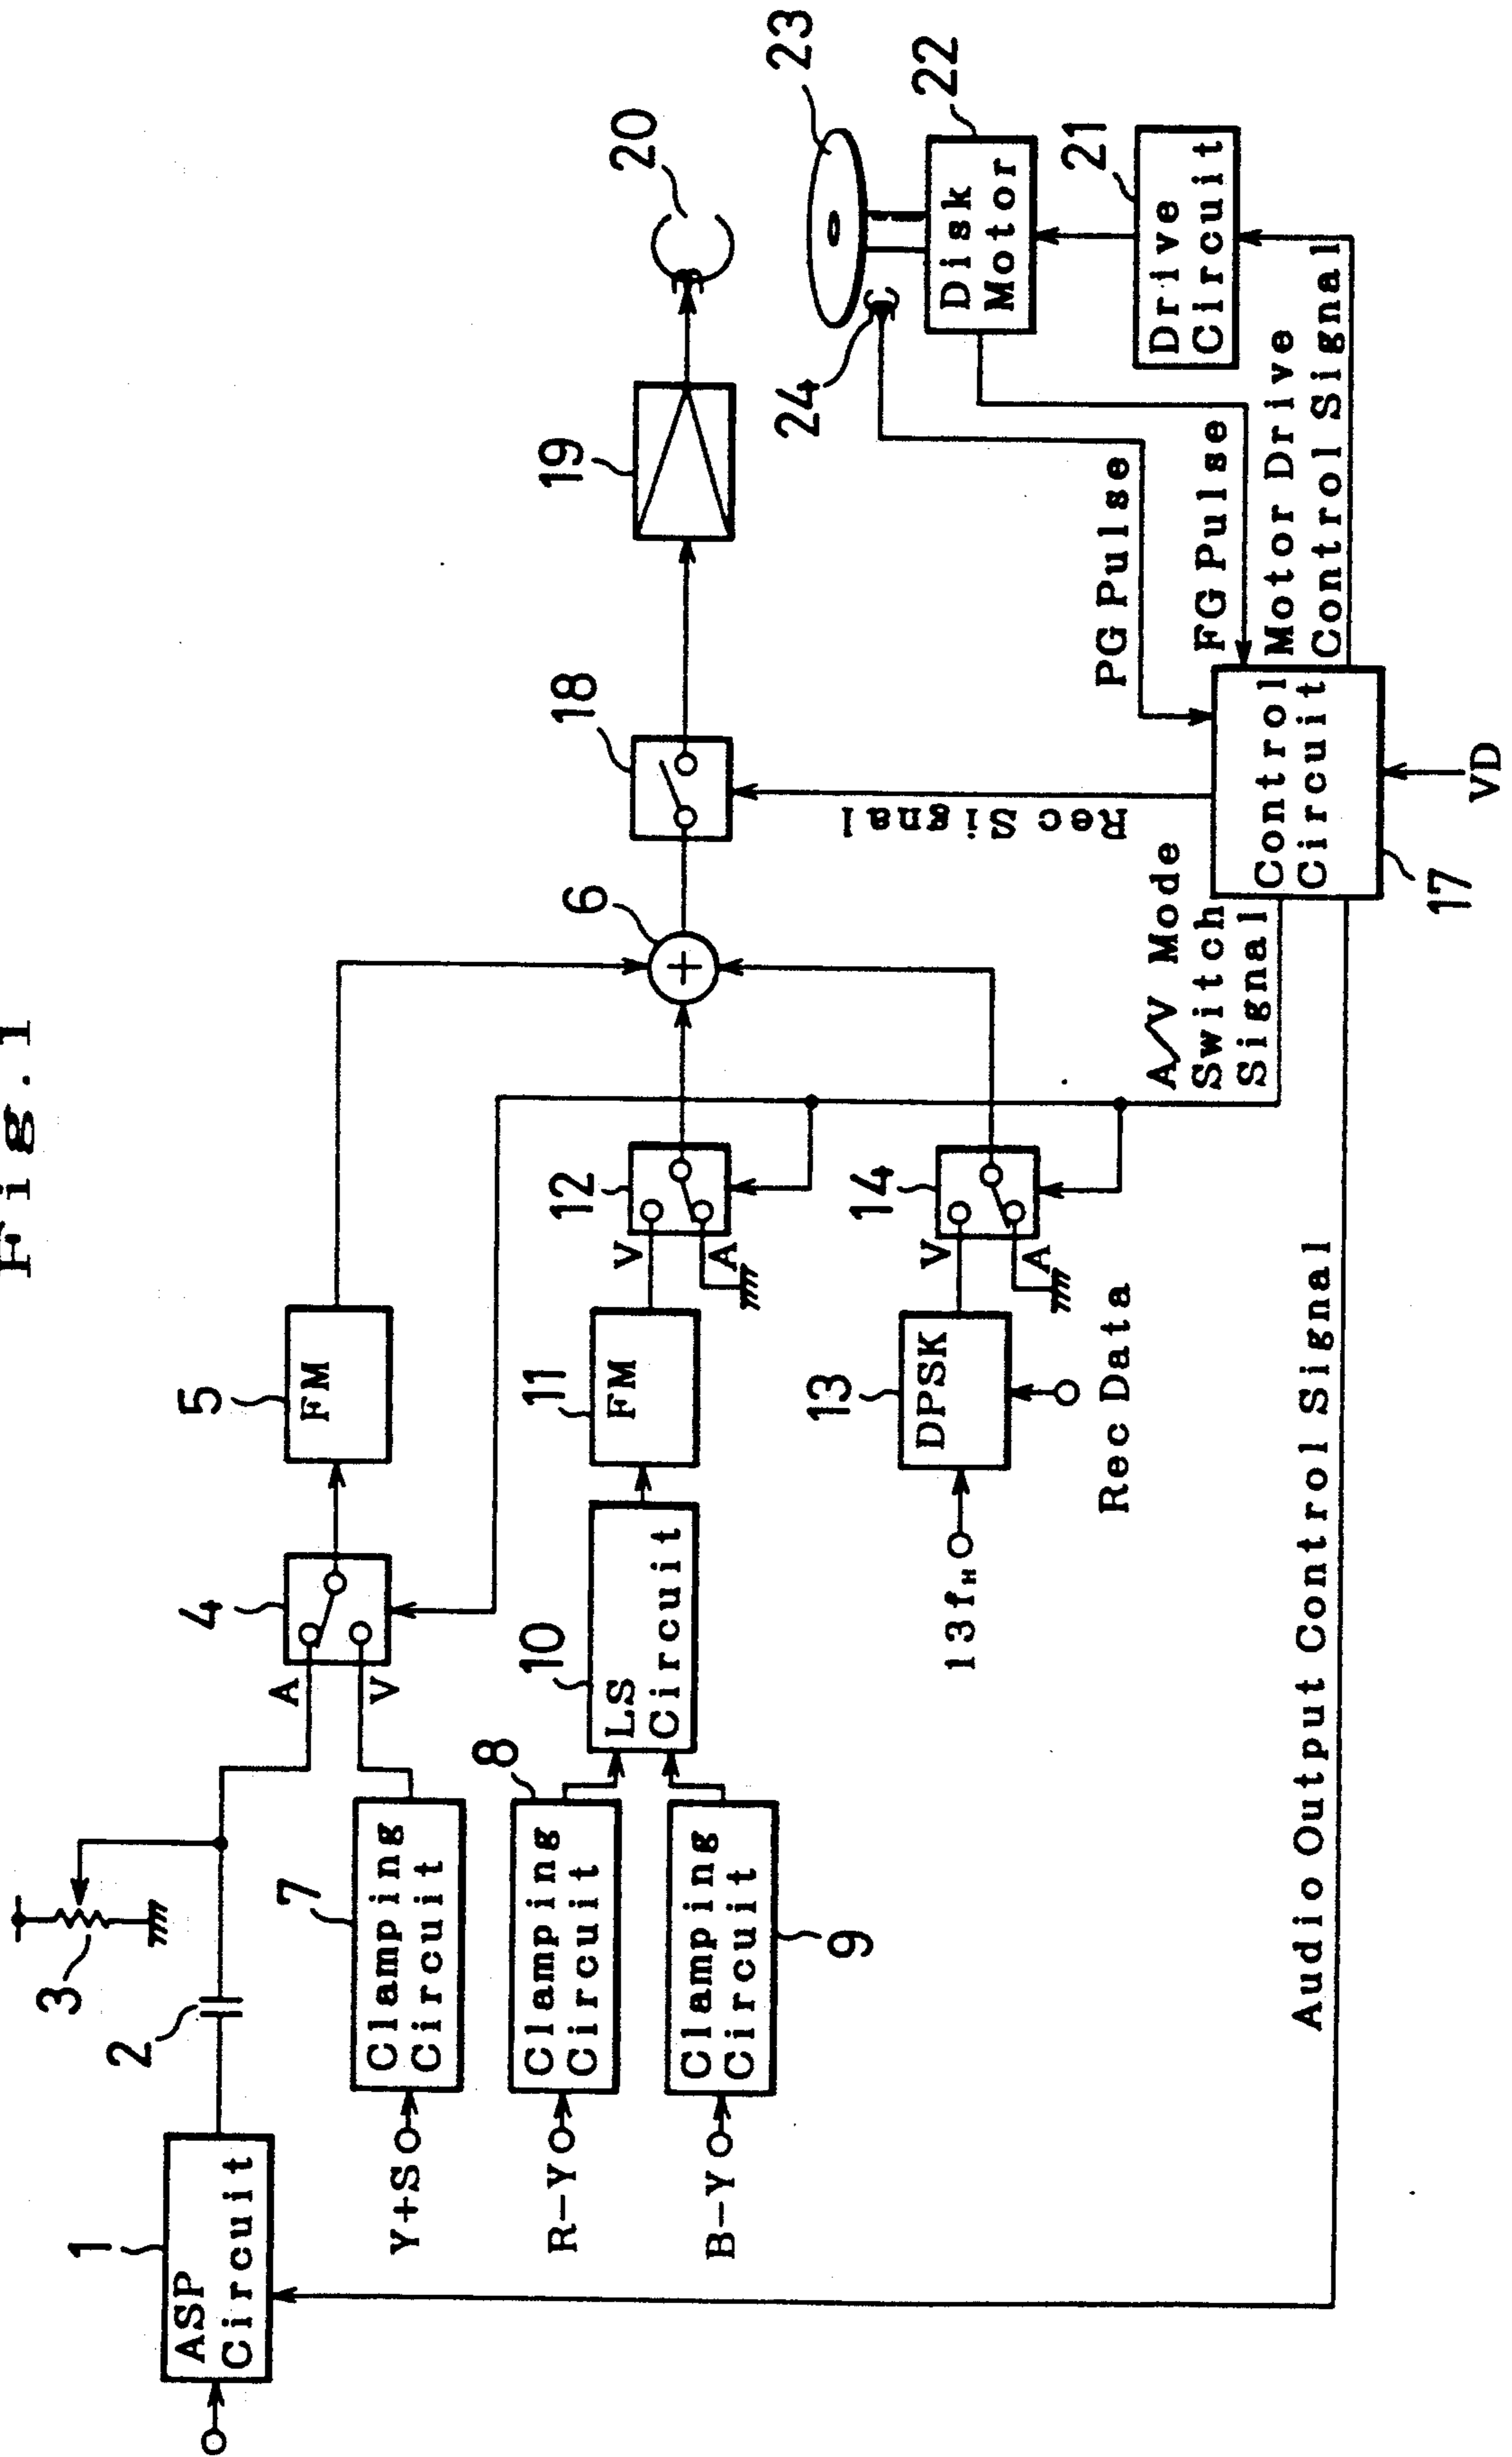 Fig.1
3
2
1
ASP
Circuit
A
V
4
5
FM
7
Clamping
Circuit
Y+S
8
Clamping
Circuit
R-Y
9
Clamping
Circuit
B-Y
10
LS
Circuit
11
FM
12
V
A
6
18
19
20
13
DPSK
13fH
Rec Data
14
V
A
Rec Signal
A/V Mode
Switch
Signal
Control
Circuit
17
VD
PG Pulse
FG Pulse
Motor Drive
Control Signal
23
24
22
Disk
Motor
21
Drive
Circuit
Audio Output Control Signal